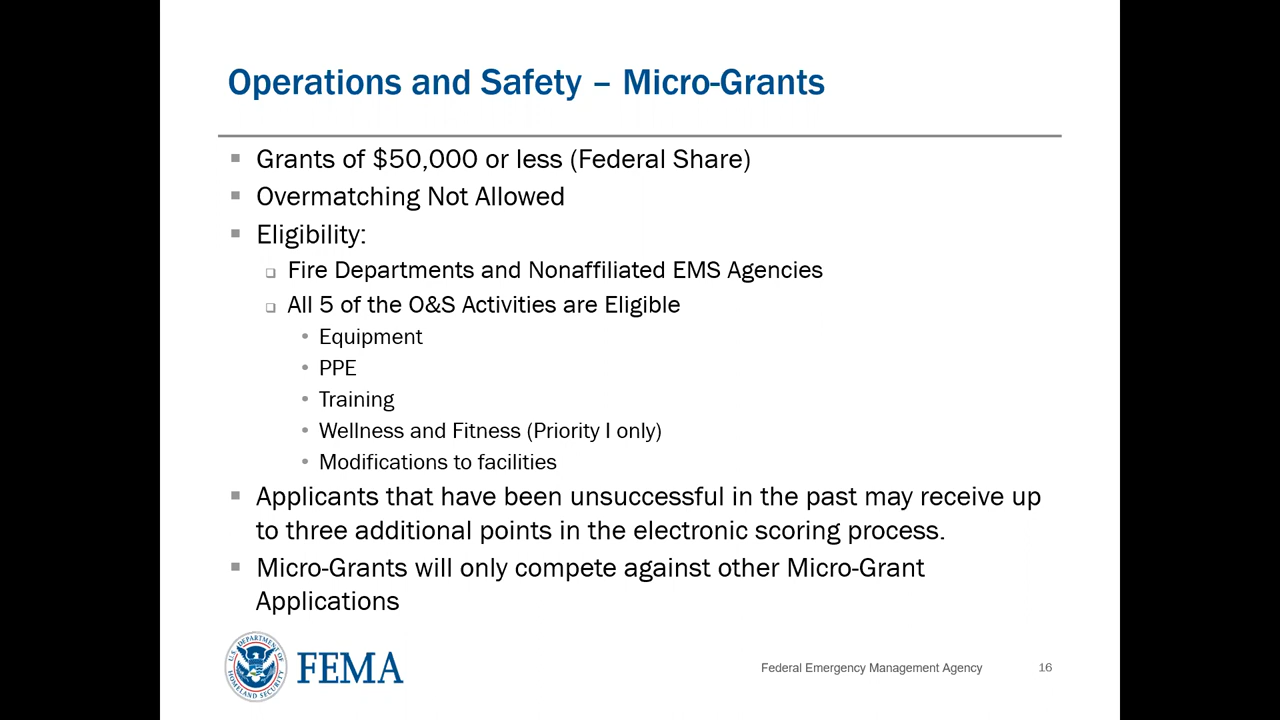 Operations and Safety – Micro-Grants
Grants of $50,000 or less (Federal Share)
Overmatching Not Allowed
Eligibility:
Fire Departments and Nonaffiliated EMS Agencies
All 5 of the O&S Activities are Eligible
Equipment
PPE
Training
Wellness and Fitness (Priority I only)
Modifications to facilities
Applicants that have been unsuccessful in the past may receive up
to three additional points in the electronic scoring process.
Micro-Grants will only compete against other Micro-Grant
Applications
U.S. DEPARTMENT OF
HOMELAND SECURITY
FEMA
Federal Emergency Management Agency
16